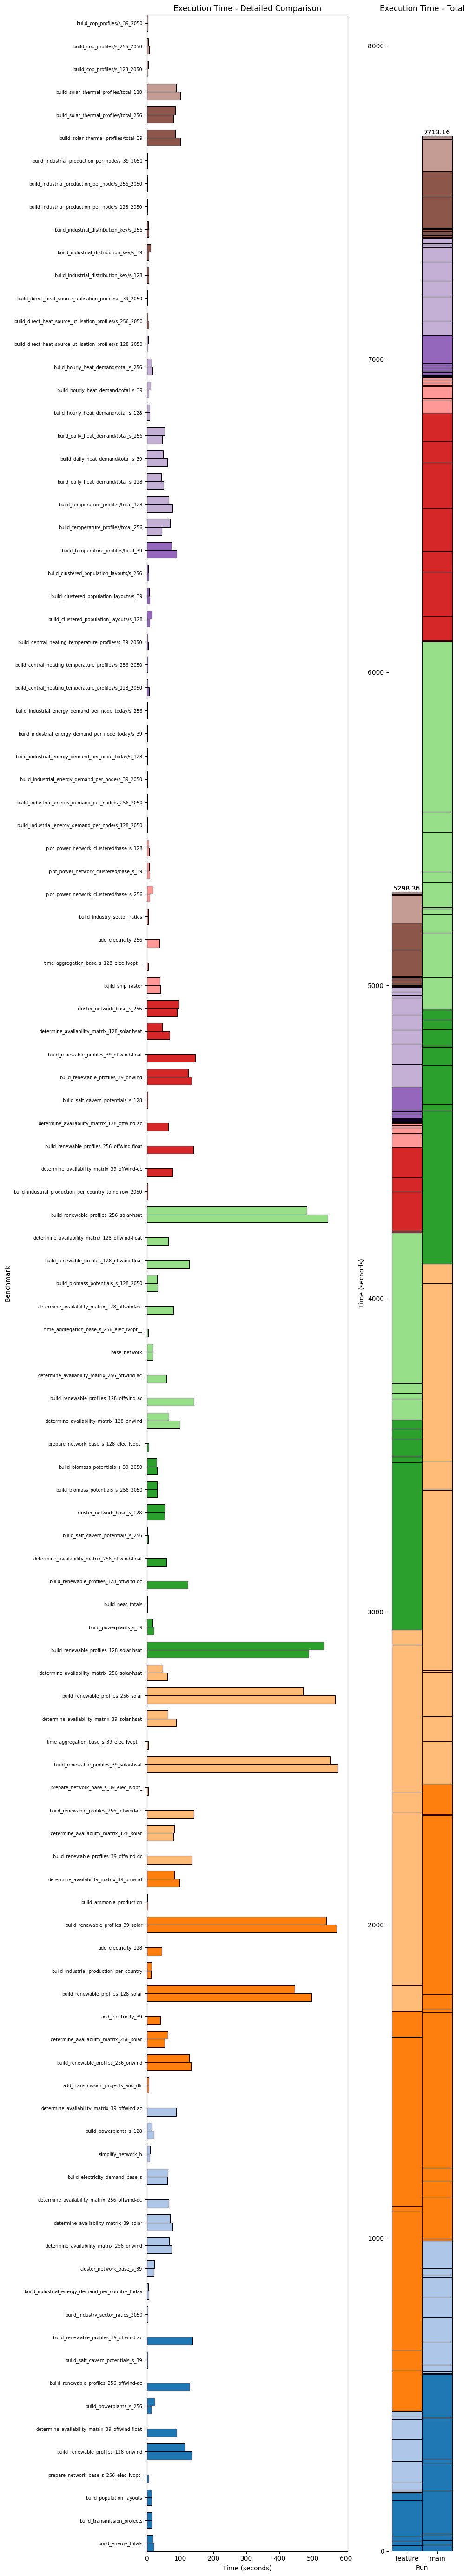 Execution Time - Detailed Comparison
Execution Time - Total
build_cop_profiles/s_39_2050
build_cop_profiles/s_256_2050
build_cop_profiles/s_128_2050
build_solar_thermal_profiles/total_128
build_solar_thermal_profiles/total_256
build_solar_thermal_profiles/total_39
build_industrial_production_per_node/s_39_2050
build_industrial_production_per_node/s_256_2050
build_industrial_production_per_node/s_128_2050
build_industrial_distribution_key/s_256
build_industrial_distribution_key/s_39
build_industrial_distribution_key/s_128
build_direct_heat_source_utilisation_profiles/s_39_2050
build_direct_heat_source_utilisation_profiles/s_256_2050
build_direct_heat_source_utilisation_profiles/s_128_2050
build_hourly_heat_demand/total_s_256
build_hourly_heat_demand/total_s_39
build_hourly_heat_demand/total_s_128
build_daily_heat_demand/total_s_256
build_daily_heat_demand/total_s_39
build_daily_heat_demand/total_s_128
build_temperature_profiles/total_128
build_temperature_profiles/total_256
build_temperature_profiles/total_39
build_clustered_population_layouts/s_256
build_clustered_population_layouts/s_39
build_clustered_population_layouts/s_128
build_central_heating_temperature_profiles/s_39_2050
build_central_heating_temperature_profiles/s_256_2050
build_central_heating_temperature_profiles/s_128_2050
build_industrial_energy_demand_per_node_today/s_256
build_industrial_energy_demand_per_node_today/s_39
build_industrial_energy_demand_per_node_today/s_128
build_industrial_energy_demand_per_node/s_39_2050
build_industrial_energy_demand_per_node/s_256_2050
build_industrial_energy_demand_per_node/s_128_2050
plot_power_network_clustered/base_s_128
plot_power_network_clustered/base_s_39
plot_power_network_clustered/base_s_256
build_industry_sector_ratios
add_electricity_256
time_aggregation_base_s_128_elec_lvopt__
build_ship_raster
cluster_network_base_s_256
determine_availability_matrix_128_solar-hsat
build_renewable_profiles_39_offwind-float
build_renewable_profiles_39_onwind
build_salt_cavern_potentials_s_128
determine_availability_matrix_128_offwind-ac
build_renewable_profiles_256_offwind-float
determine_availability_matrix_39_offwind-dc
build_industrial_production_per_country_tomorrow_2050
build_renewable_profiles_256_solar-hsat
determine_availability_matrix_128_offwind-float
build_renewable_profiles_128_offwind-float
build_biomass_potentials_s_128_2050
determine_availability_matrix_128_offwind-dc
time_aggregation_base_s_256_elec_lvopt__
base_network
determine_availability_matrix_256_offwind-ac
build_renewable_profiles_128_offwind-ac
determine_availability_matrix_128_onwind
prepare_network_base_s_128_elec_lvopt_
build_biomass_potentials_s_39_2050
build_biomass_potentials_s_256_2050
cluster_network_base_s_128
build_salt_cavern_potentials_s_256
determine_availability_matrix_256_offwind-float
build_renewable_profiles_128_offwind-dc
build_heat_totals
build_powerplants_s_39
build_renewable_profiles_128_solar-hsat
determine_availability_matrix_256_solar-hsat
build_renewable_profiles_256_solar
determine_availability_matrix_39_solar-hsat
time_aggregation_base_s_39_elec_lvopt__
build_renewable_profiles_39_solar-hsat
prepare_network_base_s_39_elec_lvopt_
build_renewable_profiles_256_offwind-dc
determine_availability_matrix_128_solar
build_renewable_profiles_39_offwind-dc
determine_availability_matrix_39_onwind
build_ammonia_production
build_renewable_profiles_39_solar
add_electricity_128
build_industrial_production_per_country
build_renewable_profiles_128_solar
add_electricity_39
determine_availability_matrix_256_solar
build_renewable_profiles_256_onwind
add_transmission_projects_and_dlr
determine_availability_matrix_39_offwind-ac
build_powerplants_s_128
simplify_network_b
build_electricity_demand_base_s
determine_availability_matrix_256_offwind-dc
determine_availability_matrix_39_solar
determine_availability_matrix_256_onwind
cluster_network_base_s_39
build_industrial_energy_demand_per_country_today
build_industry_sector_ratios_2050
build_renewable_profiles_39_offwind-ac
build_salt_cavern_potentials_s_39
build_renewable_profiles_256_offwind-ac
build_powerplants_s_256
determine_availability_matrix_39_offwind-float
build_renewable_profiles_128_onwind
prepare_network_base_s_256_elec_lvopt_
build_population_layouts
build_transmission_projects
build_energy_totals
Benchmark
0 100 200 300 400 500 600
Time (seconds)
8000
7000
6000
5000
4000
3000
2000
1000
0
Time (seconds)
7713.16
5298.36
feature main
Run